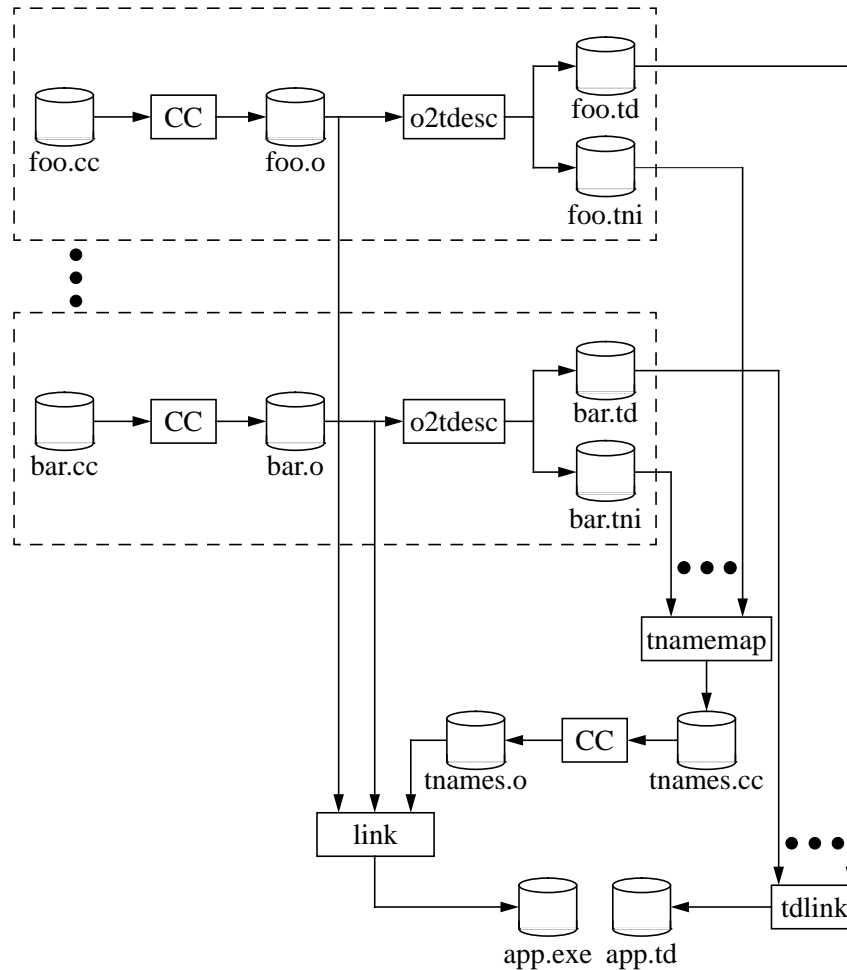 foo.cc
CC
foo.o
o2tdesc
foo.td
foo.tni
bar.cc
CC
bar.o
o2tdesc
bar.td
bar.tni
tnamemap
tnames.o
CC
tnames.cc
link
tdlink
app.exe
app.td